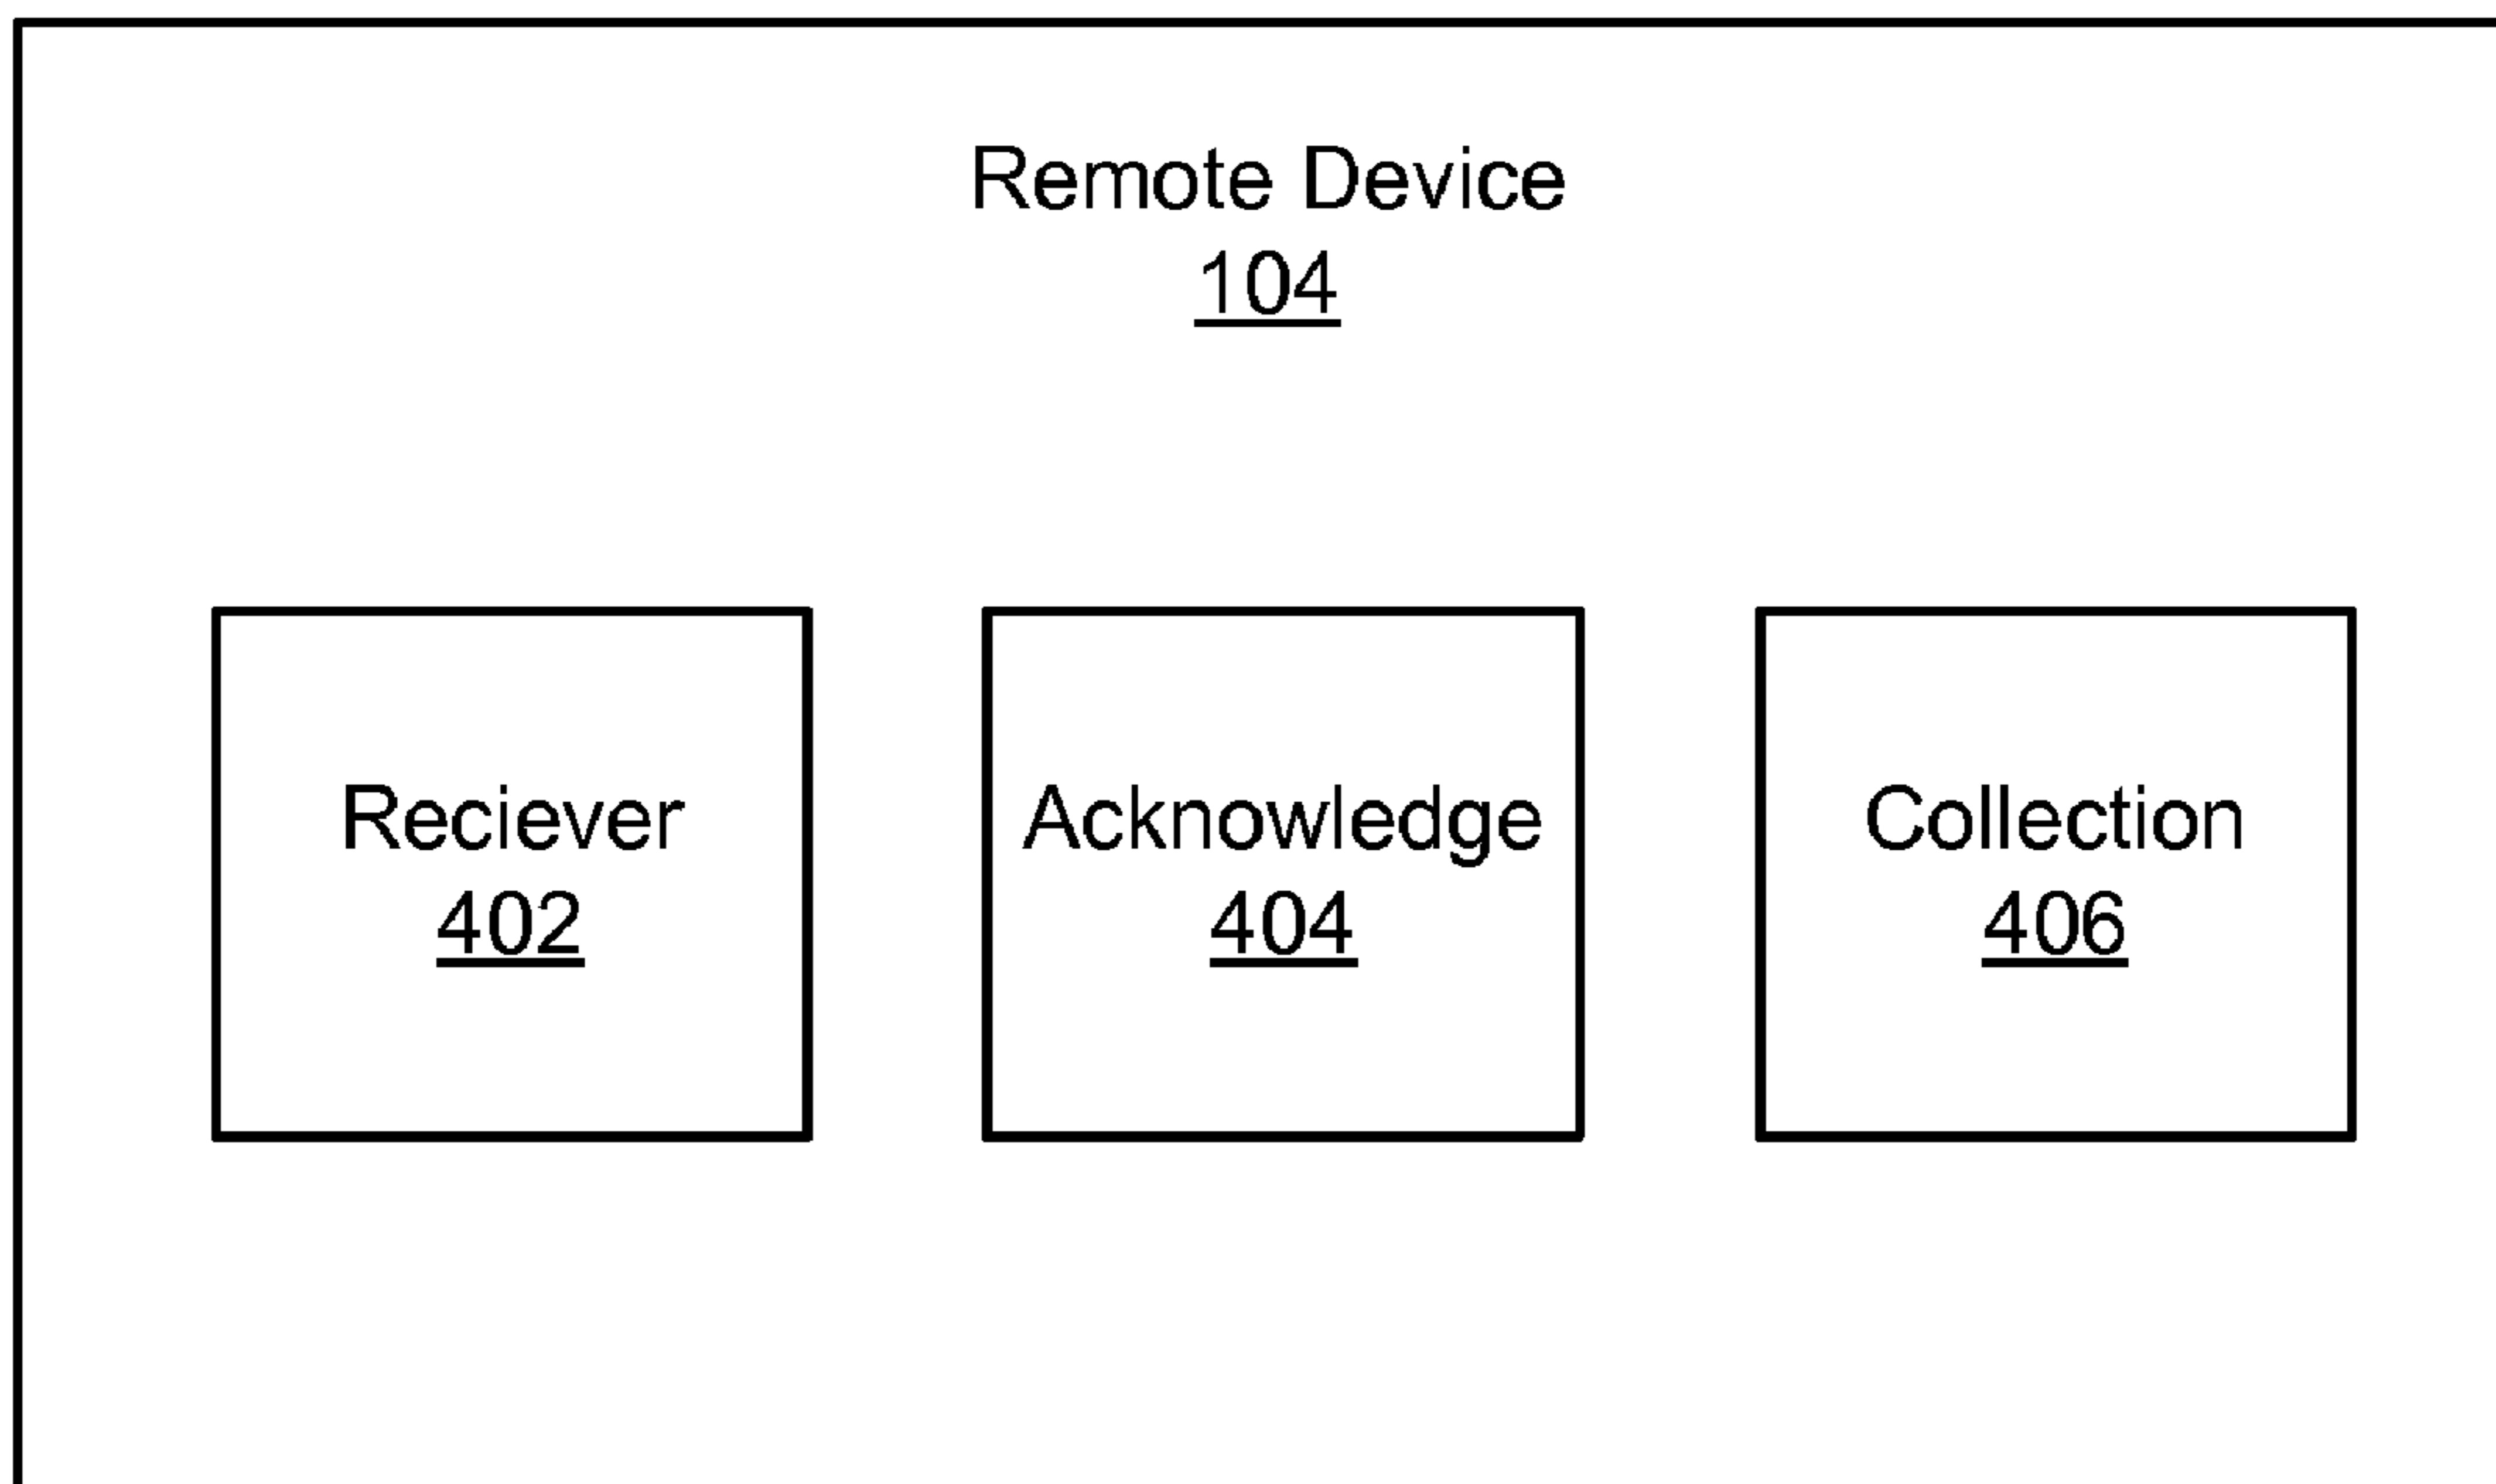 Remote Device
104
Reciever
402
Acknowledge
404
Collection
406